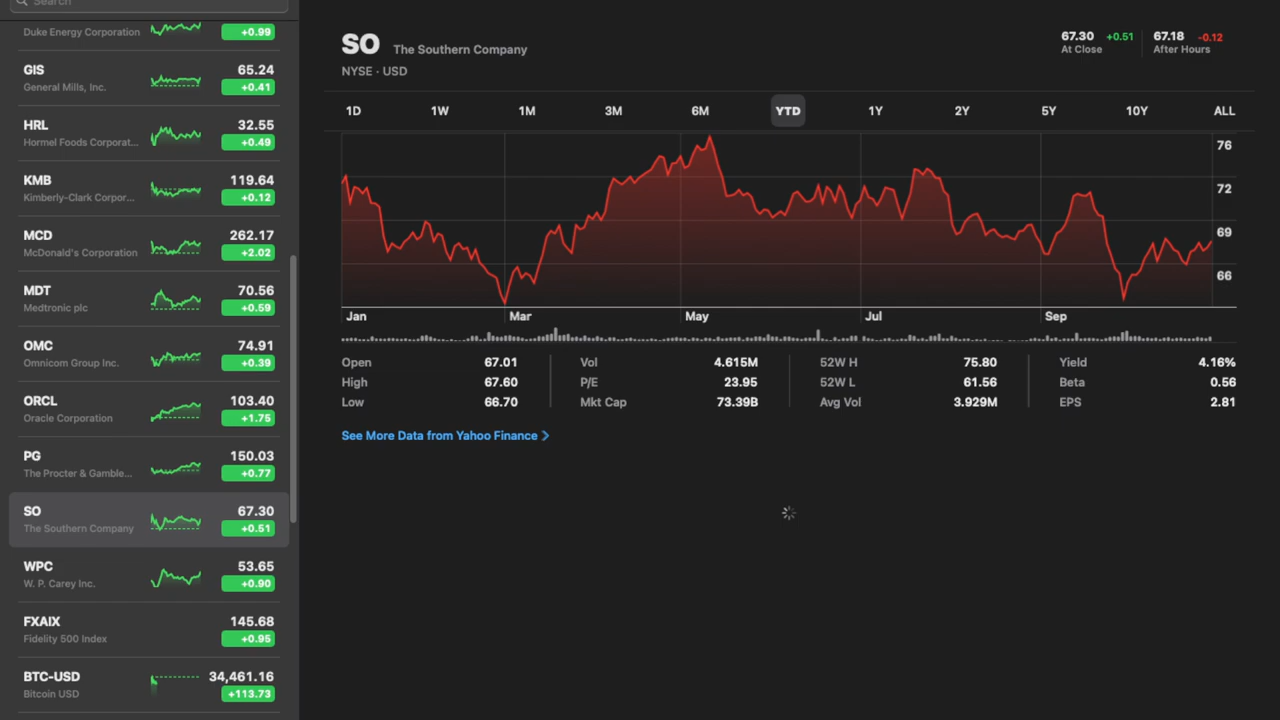 Search
Duke Energy Corporation +0.99
GIS 65.24
General Mills, Inc. +0.41
HRL 32.55
Hormel Foods Corporat... +0.49
KMB 119.64
Kimberly-Clark Corpor... +0.12
MCD 262.17
McDonald's Corporation +2.02
MDT 70.56
Medtronic plc +0.59
OMC 74.91
Omnicom Group Inc. +0.39
ORCL 103.40
Oracle Corporation +1.75
PG 150.03
The Procter & Gamble... +0.77
SO 67.30
The Southern Company +0.51
WPC 53.65
W. P. Carey Inc. +0.90
FXAIX 145.68
Fidelity 500 Index +0.95
BTC-USD 34,461.16
Bitcoin USD +113.73
SO The Southern Company
NYSE · USD
67.30 +0.51 67.18 -0.12
At Close After Hours
1D 1W 1M 3M 6M YTD 1Y 2Y 5Y 10Y ALL
76
72
69
66
Jan Mar May Jul Sep
Open 67.01 Vol 4.615M 52W H 75.80 Yield 4.16%
High 67.60 P/E 23.95 52W L 61.56 Beta 0.56
Low 66.70 Mkt Cap 73.39B Avg Vol 3.929M EPS 2.81
See More Data from Yahoo Finance